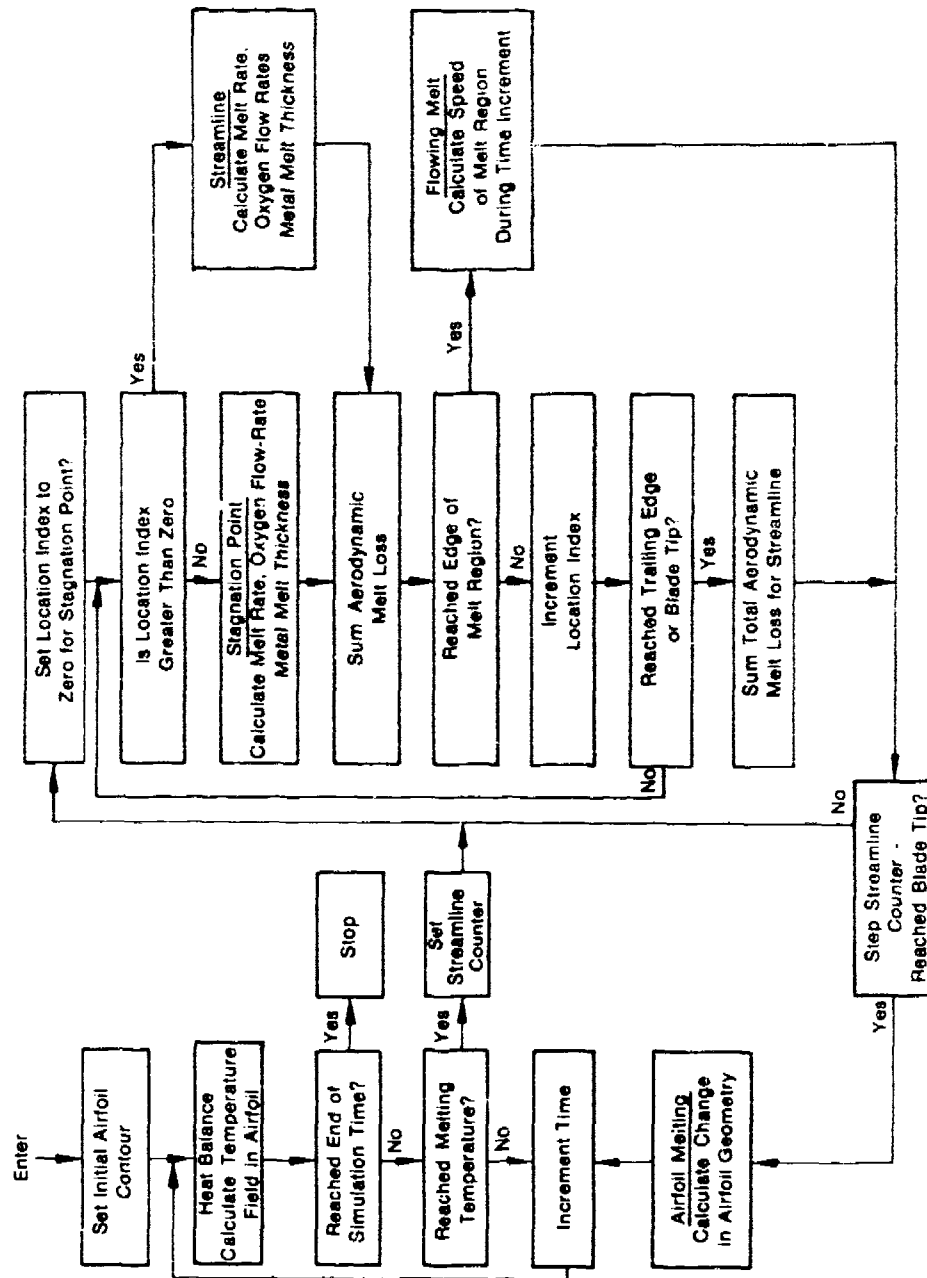 Enter
Set Initial Airfoil
Contour
Heat Balance
Calculate Temperature
Field in Airfoil
Reached End of
Simulation Time?
Yes
Stop
No
Reached Melting
Temperature?
Yes
Set
Streamline
Counter
No
Increment Time
Airfoil Melting
Calculate Change
in Airfoil Geometry
Set Location Index to
Zero for Stagnation Point?
Is Location Index
Greater Than Zero
Yes
Streamline
Calculate Melt Rate.
Oxygen Flow Rates
Metal Melt Thickness
No
Stagnation Point
Calculate Melt Rate, Oxygen Flow-Rate
Metal Melt Thickness
Sum Aerodynamic
Melt Loss
Reached Edge of
Melt Region?
Yes
Flowing Melt
Calculate Speed
of Melt Region
During Time Increment
No
Increment
Location Index
Reached Trailing Edge
or Blade Tip?
No
Yes
Sum Total Aerodynamic
Melt Loss for Streamline
No
Step Streamline
Counter -
Reached Blade Tip?
Yes